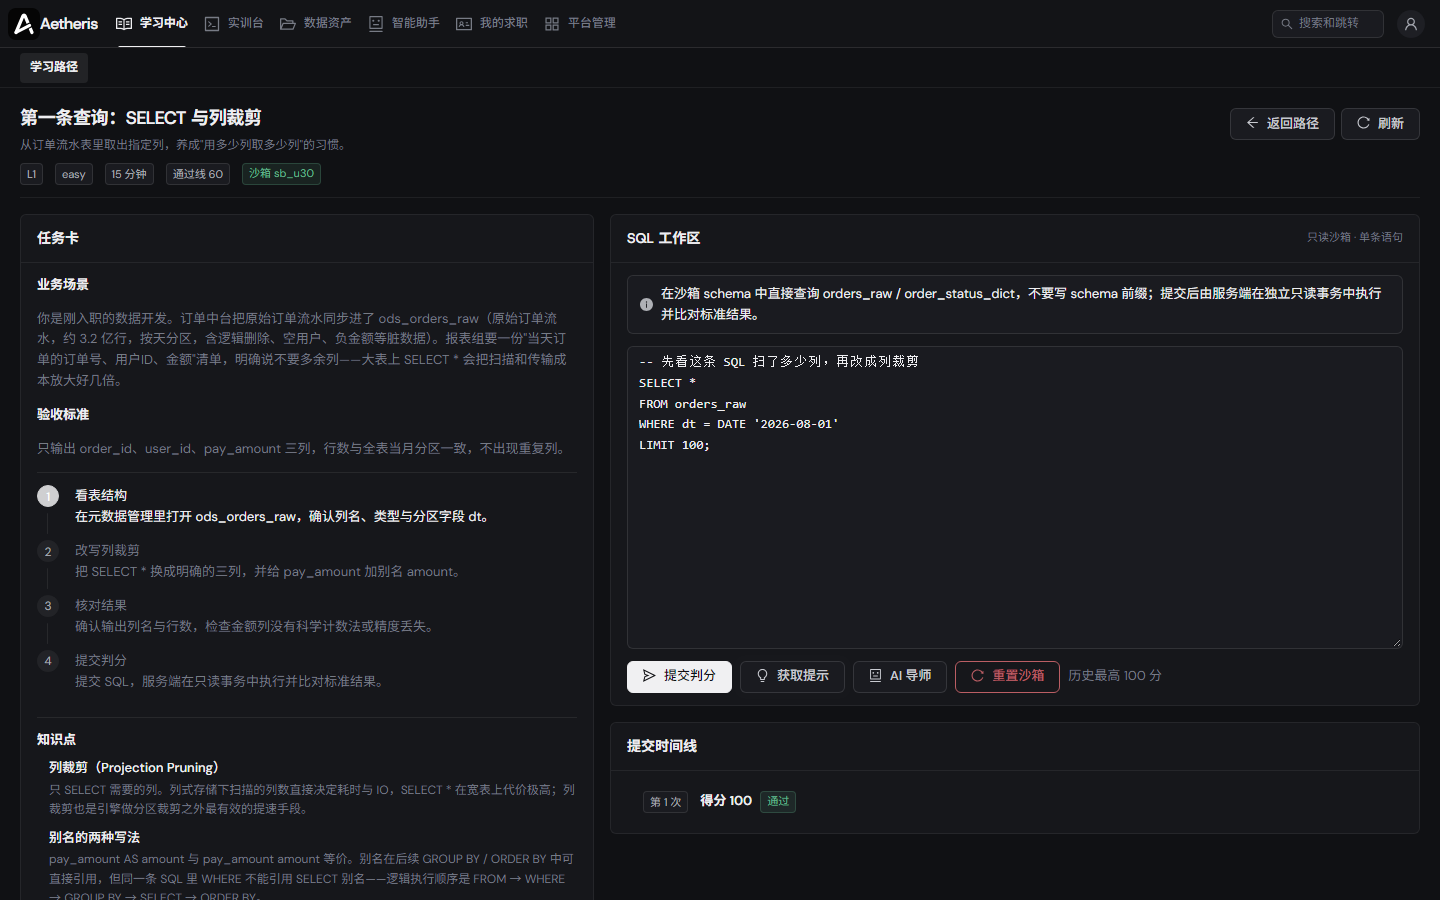 Aetheris
学习中心
实训台
数据资产
智能助手
我的求职
平台管理
搜索和跳转
学习路径
第一条查询：SELECT 与列裁剪
从订单流水表里取出指定列，养成"用多少列取多少列"的习惯。
L1
easy
15 分钟
通过线 60
沙箱 sb_u30
返回路径
刷新
任务卡
业务场景
你是刚入职的数据开发。订单中台把原始订单流水同步进了 ods_orders_raw（原始订单流
水，约 3.2 亿行，按天分区，含逻辑删除、空用户、负金额等脏数据）。报表组要一份"当天订
单的订单号、用户ID、金额"清单，明确说不要多余列——大表上 SELECT * 会把扫描和传输成
本放大好几倍。
验收标准
只输出 order_id、user_id、pay_amount 三列，行数与全表当月分区一致，不出现重复列。
1
看表结构
在元数据管理里打开 ods_orders_raw，确认列名、类型与分区字段 dt。
2
改写列裁剪
把 SELECT * 换成明确的三列，并给 pay_amount 加别名 amount。
3
核对结果
确认输出列名与行数，检查金额列没有科学计数法或精度丢失。
4
提交判分
提交 SQL，服务端在只读事务中执行并比对标准结果。
知识点
列裁剪（Projection Pruning）
只 SELECT 需要的列。列式存储下扫描的列数直接决定耗时与 IO，SELECT * 在宽表上代价极高；列
裁剪也是引擎做分区裁剪之外最有效的提速手段。
别名的两种写法
pay_amount AS amount 与 pay_amount amount 等价。别名在后续 GROUP BY / ORDER BY 中可
直接引用，但同一条 SQL 里 WHERE 不能引用 SELECT 别名——逻辑执行顺序是 FROM → WHERE
→ GROUP BY → SELECT → ORDER BY。
SQL 工作区
只读沙箱 · 单条语句
在沙箱 schema 中直接查询 orders_raw / order_status_dict，不要写 schema 前缀；提交后由服务端在独立只读事务中执行
并比对标准结果。
-- 先看这条 SQL 扫了多少列，再改成列裁剪
SELECT *
FROM orders_raw
WHERE dt = DATE '2026-08-01'
LIMIT 100;
提交判分
获取提示
AI 导师
重置沙箱
历史最高 100 分
提交时间线
第 1 次
得分 100
通过